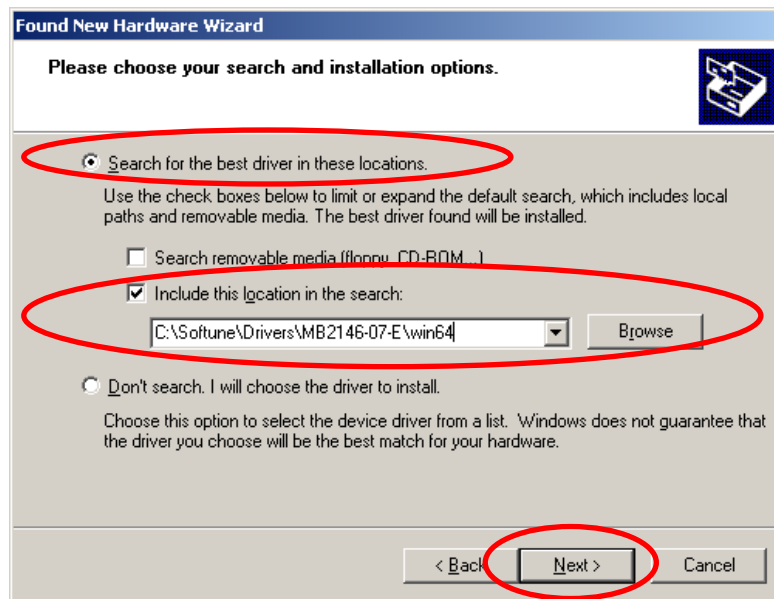 Found New Hardware Wizard
Please choose your search and installation options.
Search for the best driver in these locations.
Use the check boxes below to limit or expand the default search, which includes local
paths and removable media. The best driver found will be installed.
Search removable media (floppy, CD-ROM...)
Include this location in the search:
C:\Softune\Drivers\MB2146-07-E\win64
Browse
Don't search. I will choose the driver to install.
Choose this option to select the device driver from a list. Windows does not guarantee that
the driver you choose will be the best match for your hardware.
< Back
Next >
Cancel